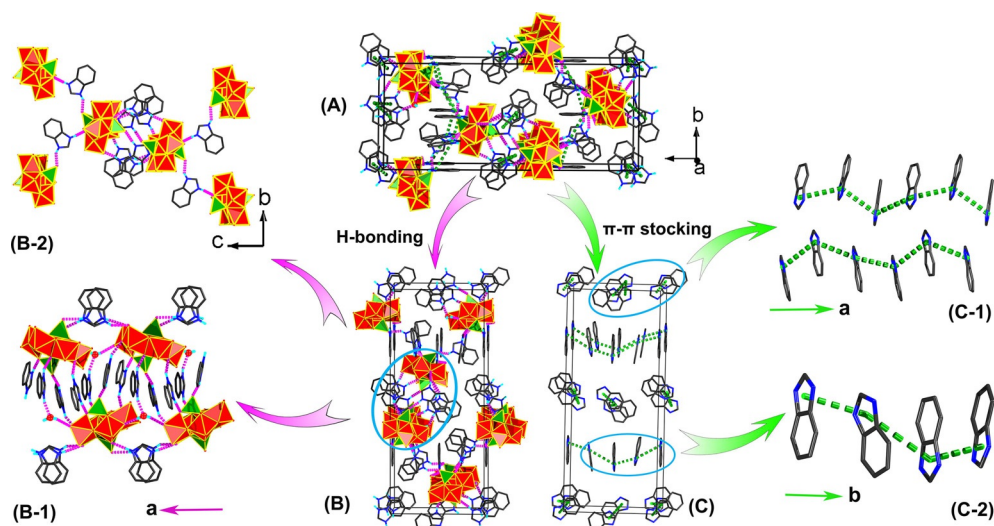 (A)
b
a
(B-2)
b
c
H-bonding
π-π stocking
(C-1)
a
(B-1)
a
(B)
(C)
b
(C-2)